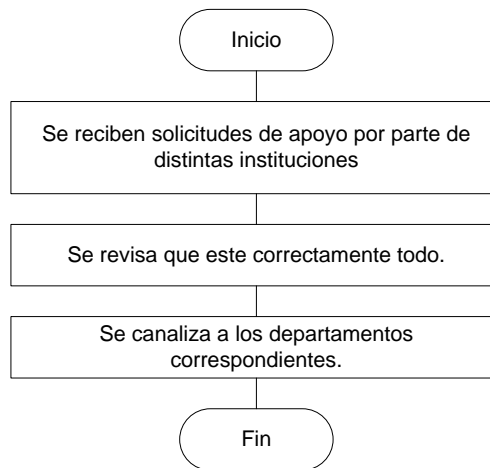 Inicio
Se reciben solicitudes de apoyo por parte de
distintas instituciones
Se revisa que este correctamente todo.
Se canaliza a los departamentos
correspondientes.
Fin